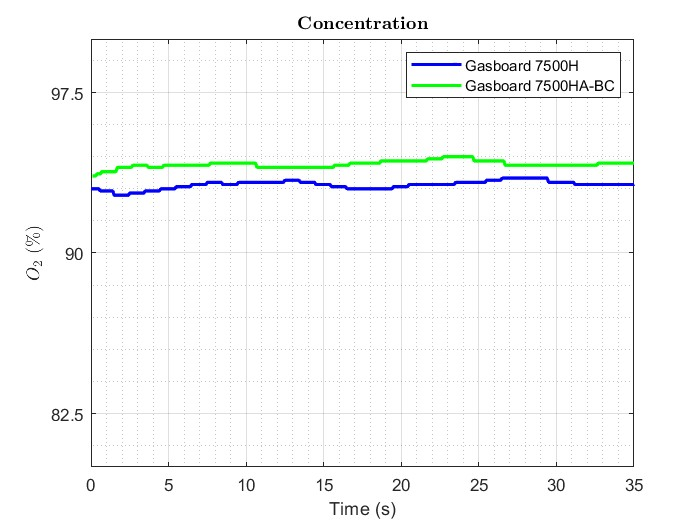 Concentration
Gasboard 7500H
Gasboard 7500HA-BC
97.5
90
82.5
O₂ (%)
0 5 10 15 20 25 30 35
Time (s)